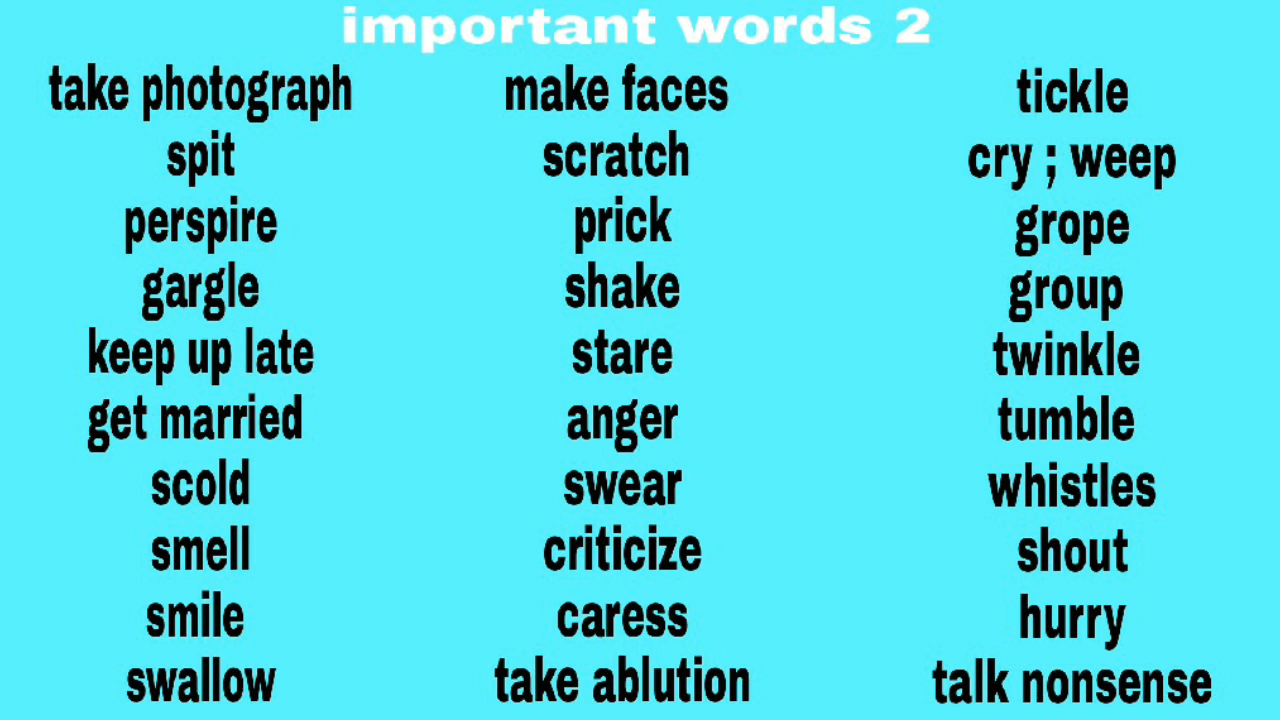 important words 2
take photograph
spit
perspire
gargle
keep up late
get married
scold
smell
smile
swallow
make faces
scratch
prick
shake
stare
anger
swear
criticize
caress
take ablution
tickle
cry ; weep
grope
group
twinkle
tumble
whistles
shout
hurry
talk nonsense